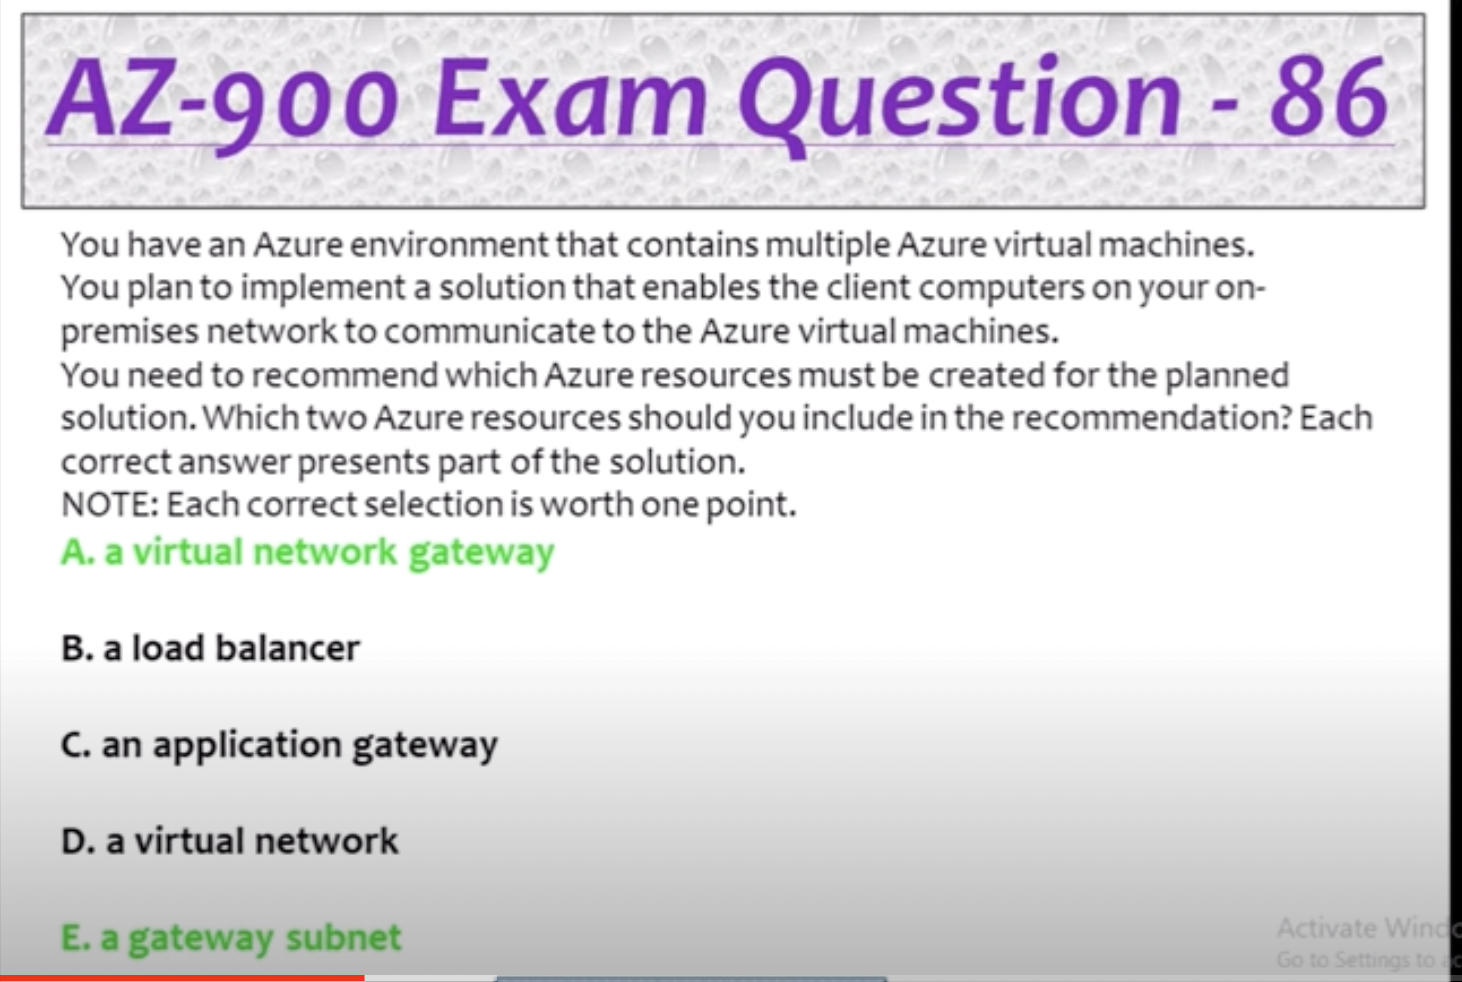 AZ-900 Exam Question - 86
You have an Azure environment that contains multiple Azure virtual machines.
You plan to implement a solution that enables the client computers on your on-
premises network to communicate to the Azure virtual machines.
You need to recommend which Azure resources must be created for the planned
solution. Which two Azure resources should you include in the recommendation? Each
correct answer presents part of the solution.
NOTE: Each correct selection is worth one point.
A. a virtual network gateway
B. a load balancer
C. an application gateway
D. a virtual network
E. a gateway subnet
Activate Windo
Go to Settings to ac